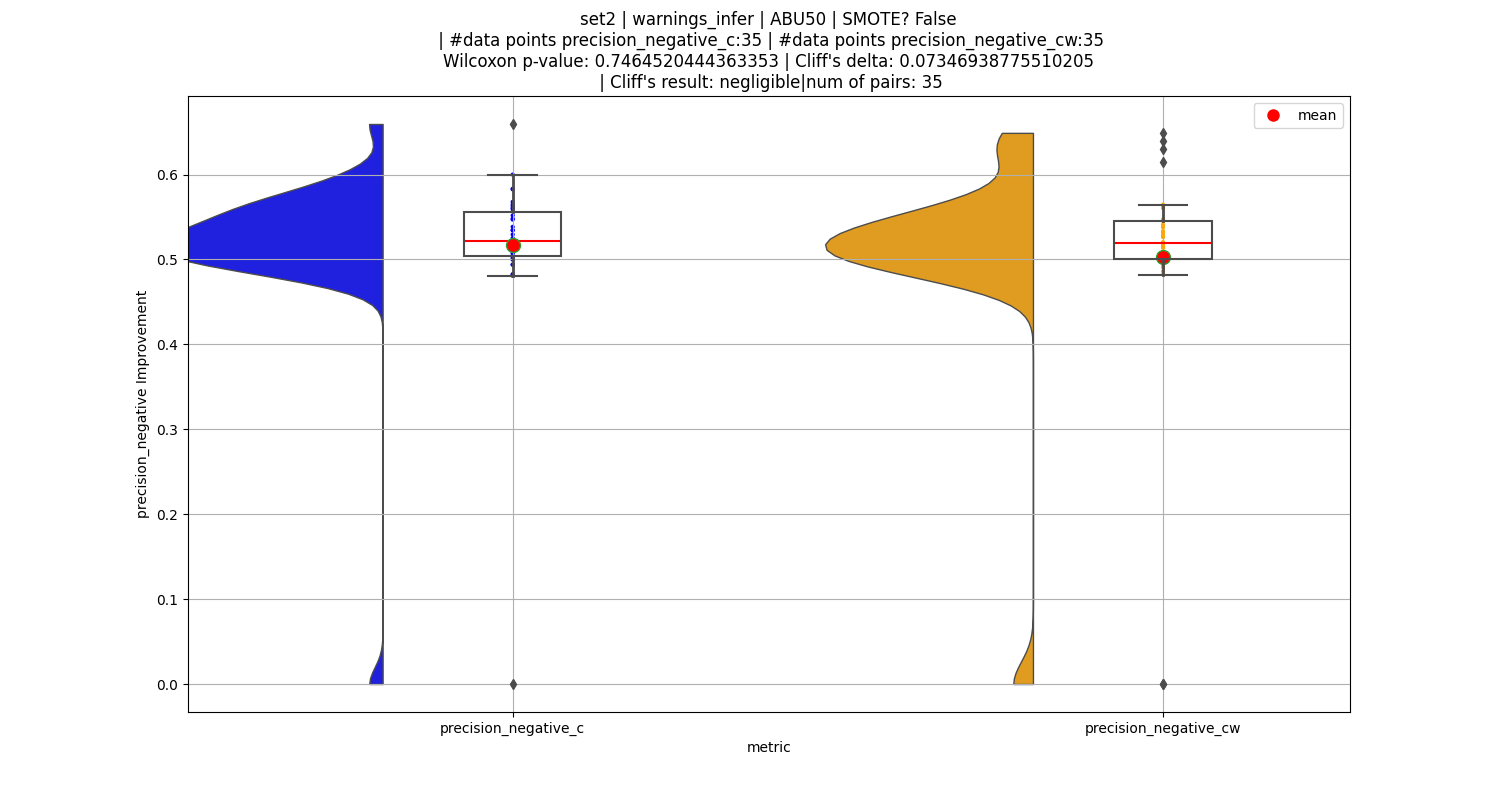 set2 | warnings_infer | ABU50 | SMOTE? False
| #data points precision_negative_c:35 | #data points precision_negative_cw:35
Wilcoxon p-value: 0.7464520444363353 | Cliff's delta: 0.07346938775510205
| Cliff's result: negligible|num of pairs: 35
mean
0.6
0.5
0.4
0.3
0.2
0.1
0.0
precision_negative Improvement
precision_negative_c
precision_negative_cw
metric